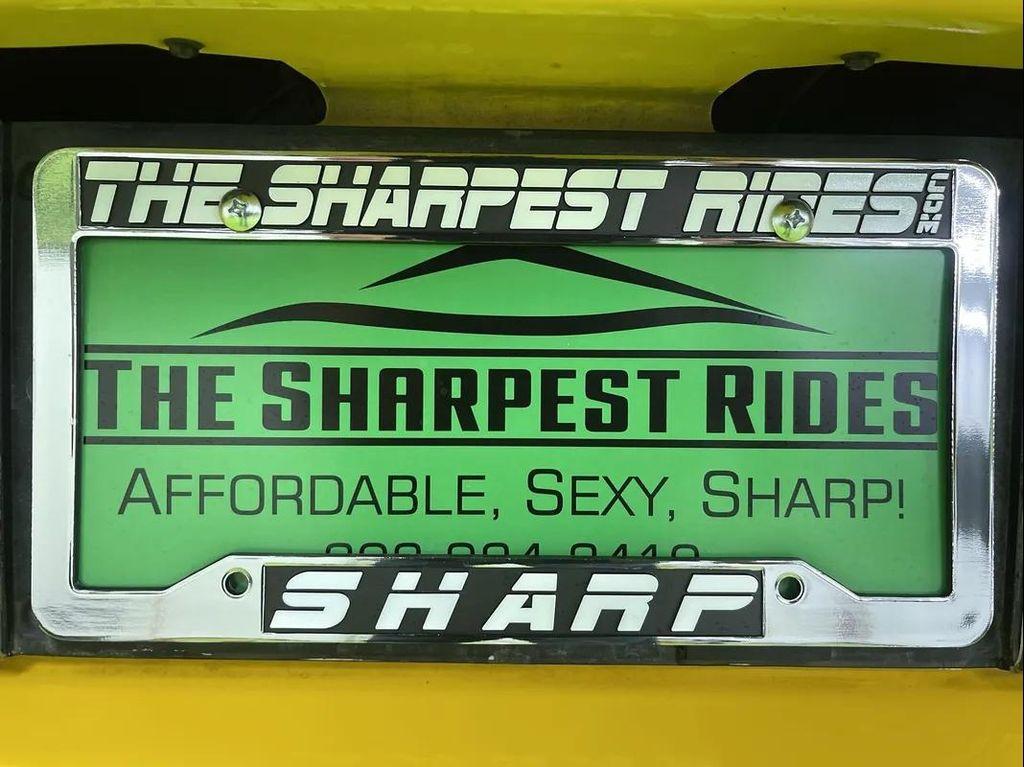 THE SHARPEST RIDES.COM
THE SHARPEST RIDES
AFFORDABLE, SEXY, SHARP!
SHARP